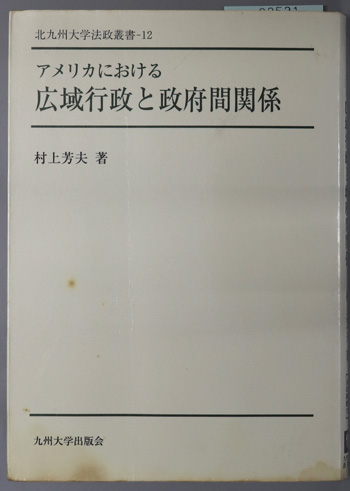 北九州大学法政叢書-12
アメリカにおける
広域行政と政府間関係
村上芳夫 著
九州大学出版会